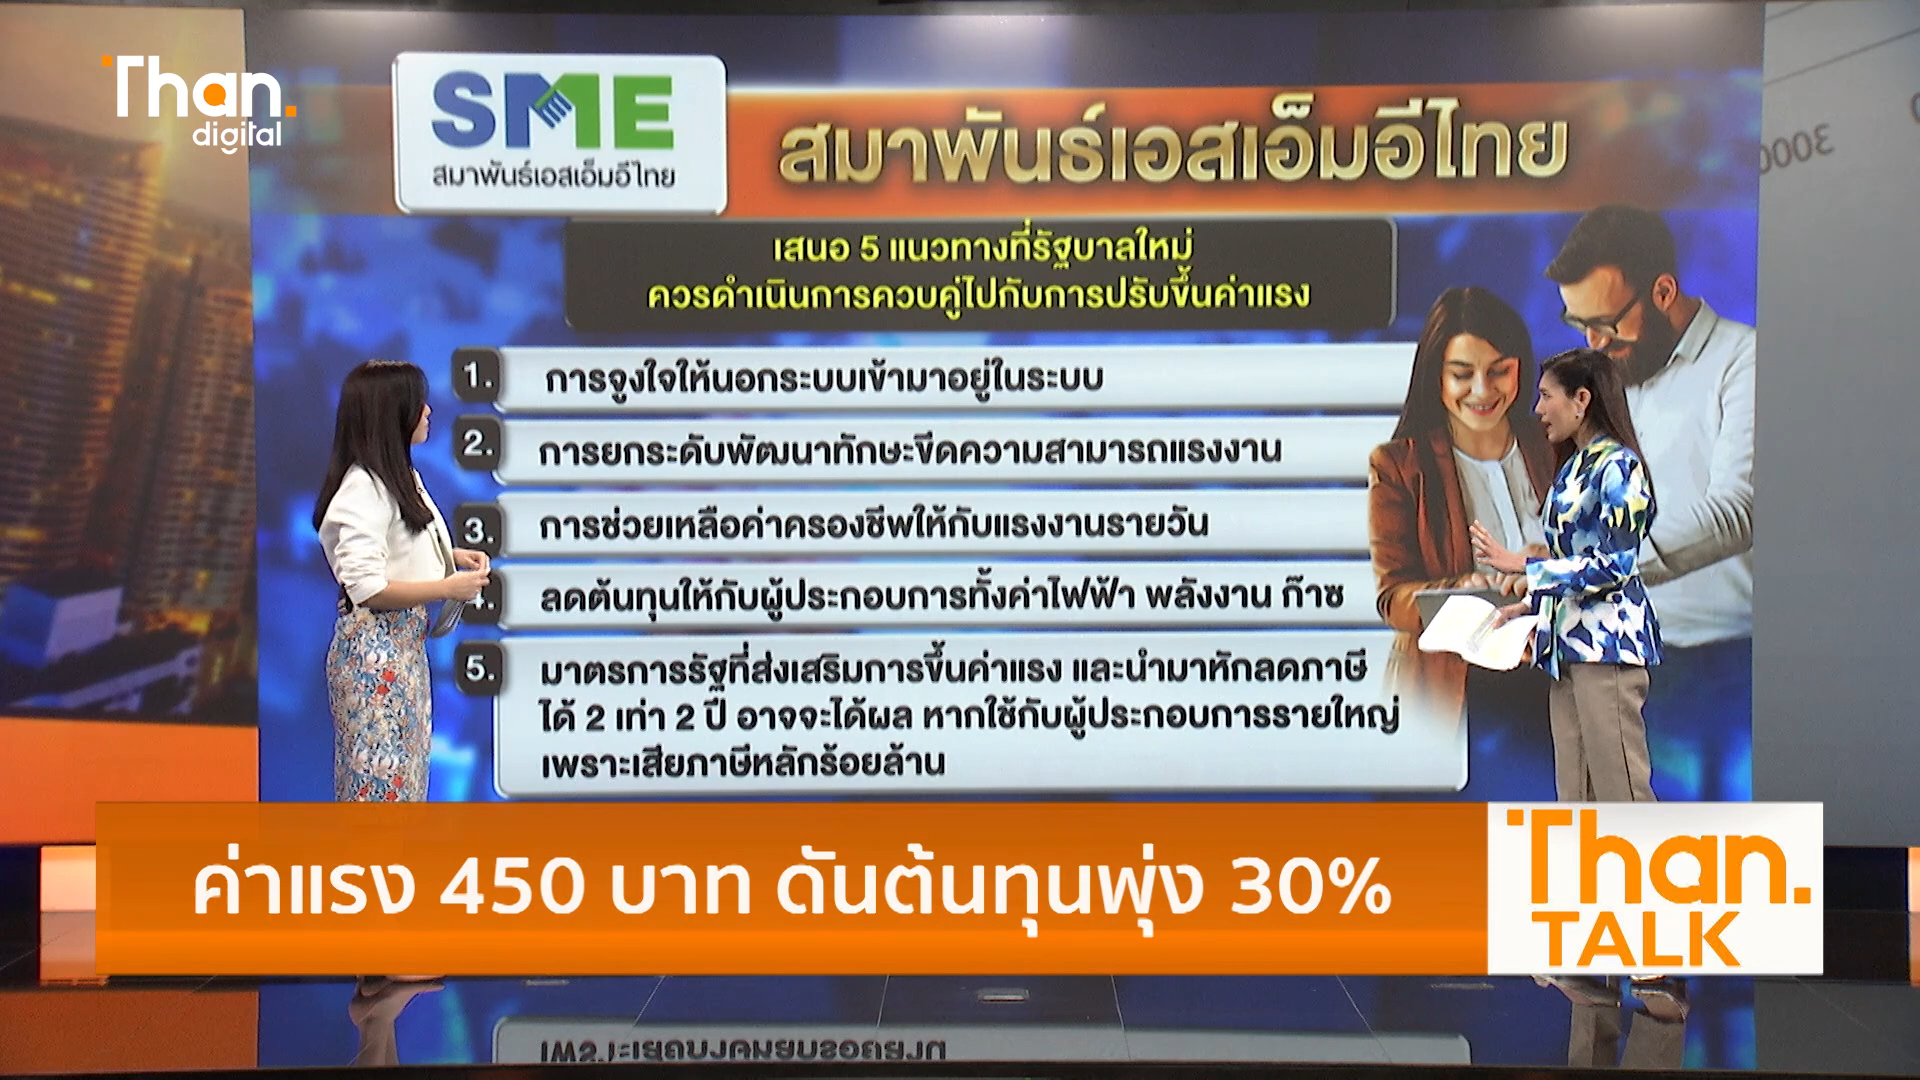 Than.
digital
SME
สมาพันธ์เอสเอ็มอีไทย
สมาพันธ์เอสเอ็มอีไทย
เสนอ 5 แนวทางที่รัฐบาลใหม่
ควรดำเนินการควบคู่ไปกับการปรับขึ้นค่าแรง
1. การจูงใจให้นอกระบบเข้ามาอยู่ในระบบ
2. การยกระดับพัฒนาทักษะขีดความสามารถแรงงาน
3. การช่วยเหลือค่าครองชีพให้กับแรงงานรายวัน
4. ลดต้นทุนให้กับผู้ประกอบการทั้งค่าไฟฟ้า พลังงาน ก๊าซ
5. มาตรการรัฐที่ส่งเสริมการขึ้นค่าแรง และนำมาหักลดภาษี
ได้ 2 เท่า 2 ปี อาจจะได้ผล หากใช้กับผู้ประกอบการรายใหญ่
เพราะเสียภาษีหลักร้อยล้าน
ค่าแรง 450 บาท ดันต้นทุนพุ่ง 30%
Than.
TALK